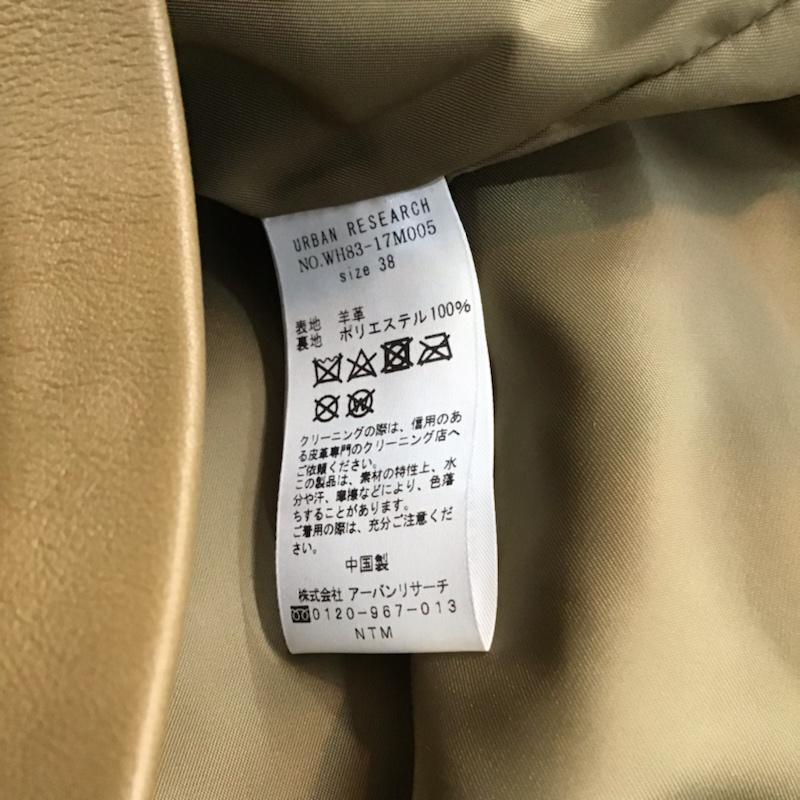 URBAN RESEARCH
NO.WH83-17M005
size 38
表地 羊革
裏地 ポリエステル100%
クリーニングの際は、信用のあ
る皮革専門のクリーニング店へ
ご依頼ください。
この製品は、素材の特性上、水
分や汗、摩擦などにより、色落
ちすることがあります。
ご着用の際は、充分ご注意くだ
さい。
中国製
株式会社 アーバンリサーチ
0120-967-013
NTM